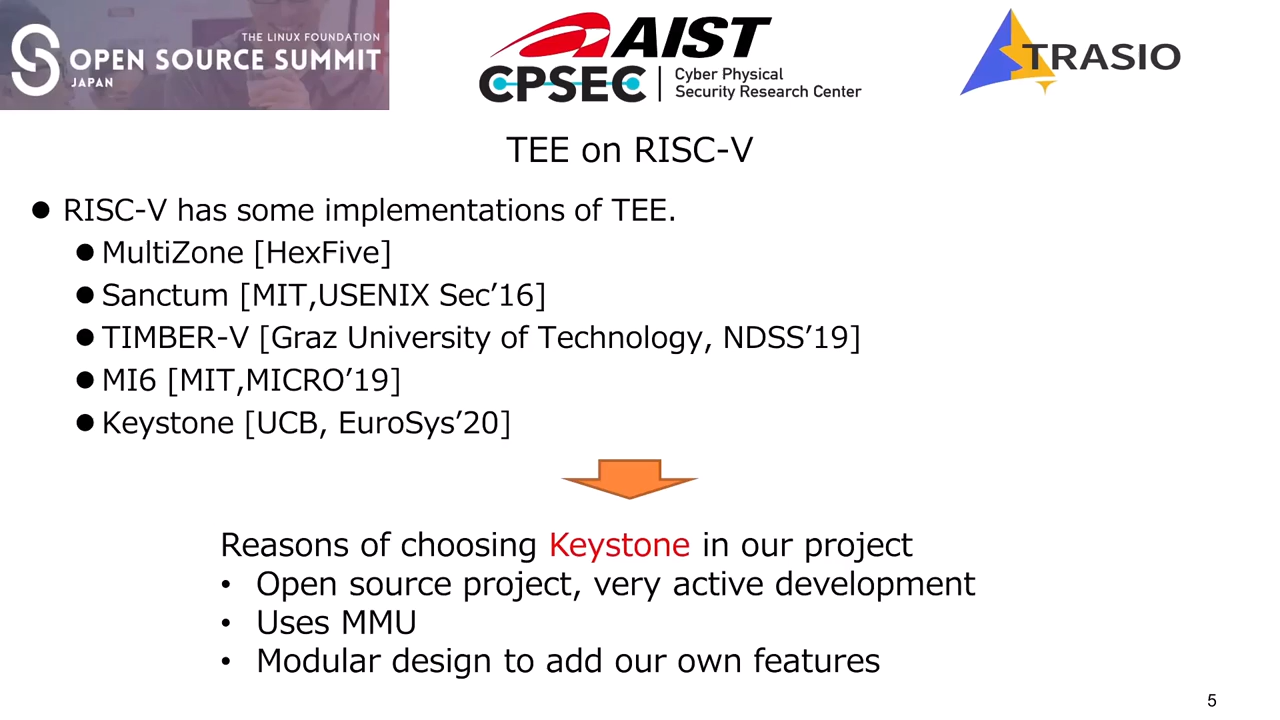 THE LINUX FOUNDATION
OPEN SOURCE SUMMIT
JAPAN
AIST
CPSEC
Cyber Physical
Security Research Center
TRASIO
TEE on RISC-V
● RISC-V has some implementations of TEE.
● MultiZone [HexFive]
● Sanctum [MIT,USENIX Sec’16]
● TIMBER-V [Graz University of Technology, NDSS’19]
● MI6 [MIT,MICRO’19]
● Keystone [UCB, EuroSys’20]
Reasons of choosing Keystone in our project
• Open source project, very active development
• Uses MMU
• Modular design to add our own features
5